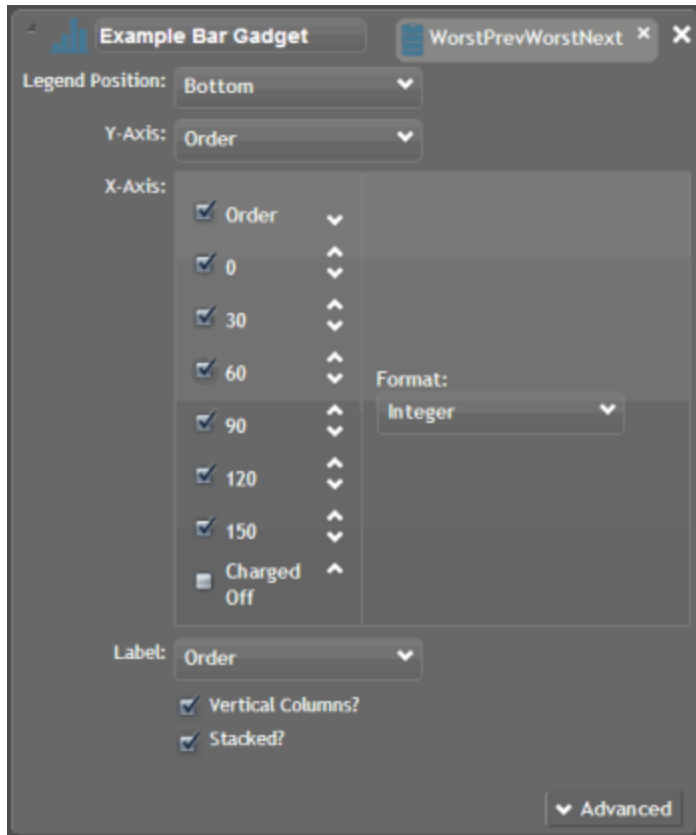 Example Bar Gadget
WorstPrevWorstNext
Legend Position: Bottom
Y-Axis: Order
X-Axis:
Order
0
30
60
Format:
Integer
90
120
150
Charged
Off
Label: Order
Vertical Columns?
Stacked?
Advanced